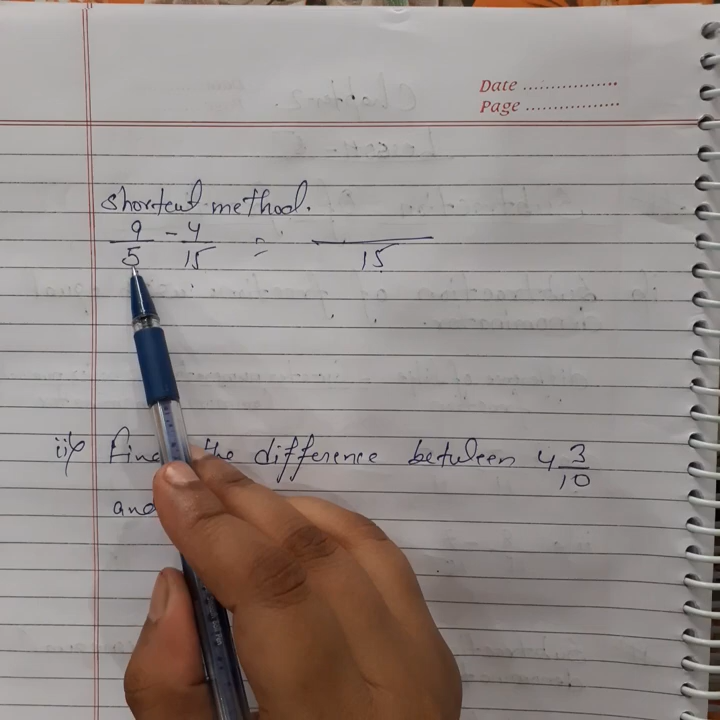 Date ..................
Page ..................
shortcut method.
9/5 - 4/15 = /15
ii) Find the difference between 4 3/10
and